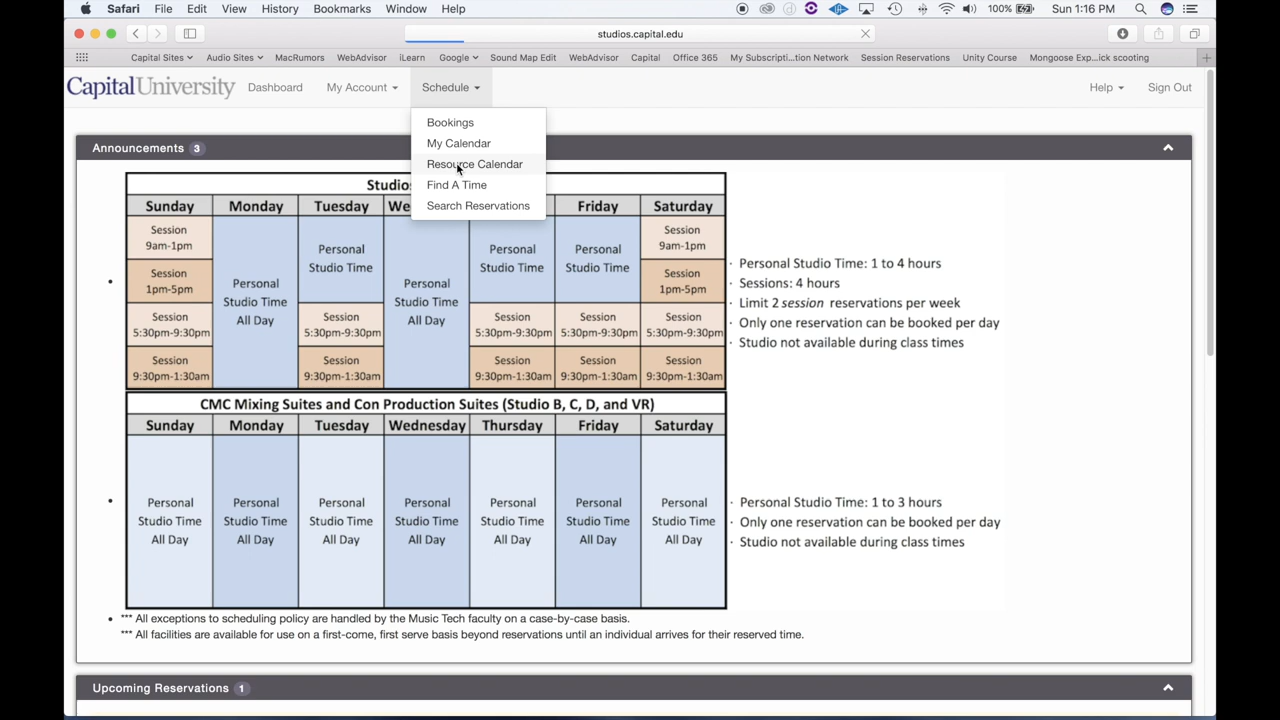 Safari File Edit View History Bookmarks Window Help 100% Sun 1:16 PM
studios.capital.edu
Capital Sites Audio Sites MacRumors WebAdvisor iLearn Google Sound Map Edit WebAdvisor Capital Office 365 My Subscripti...tion Network Session Reservations Unity Course Mongoose Exp...ick scooting
Capital University Dashboard My Account Schedule Help Sign Out
Bookings
My Calendar
Resource Calendar
Find A Time
Search Reservations
Announcements 3
Studios
Sunday Monday Tuesday We Friday Saturday
Session
9am-1pm
Session
1pm-5pm
Session
5:30pm-9:30pm
Session
9:30pm-1:30am
Personal
Studio Time
All Day
Personal
Studio Time
Session
5:30pm-9:30pm
Session
9:30pm-1:30am
Personal
Studio Time
All Day
Personal
Studio Time
Session
5:30pm-9:30pm
Session
9:30pm-1:30am
Personal
Studio Time
Session
5:30pm-9:30pm
Session
9:30pm-1:30am
Session
9am-1pm
Session
1pm-5pm
Session
5:30pm-9:30pm
Session
9:30pm-1:30am
· Personal Studio Time: 1 to 4 hours
· Sessions: 4 hours
· Limit 2 session reservations per week
· Only one reservation can be booked per day
· Studio not available during class times
CMC Mixing Suites and Con Production Suites (Studio B, C, D, and VR)
Sunday Monday Tuesday Wednesday Thursday Friday Saturday
Personal Personal Personal Personal Personal Personal Personal
Studio Time Studio Time Studio Time Studio Time Studio Time Studio Time Studio Time
All Day All Day All Day All Day All Day All Day All Day
· Personal Studio Time: 1 to 3 hours
· Only one reservation can be booked per day
· Studio not available during class times
• *** All exceptions to scheduling policy are handled by the Music Tech faculty on a case-by-case basis.
*** All facilities are available for use on a first-come, first serve basis beyond reservations until an individual arrives for their reserved time.
Upcoming Reservations 1